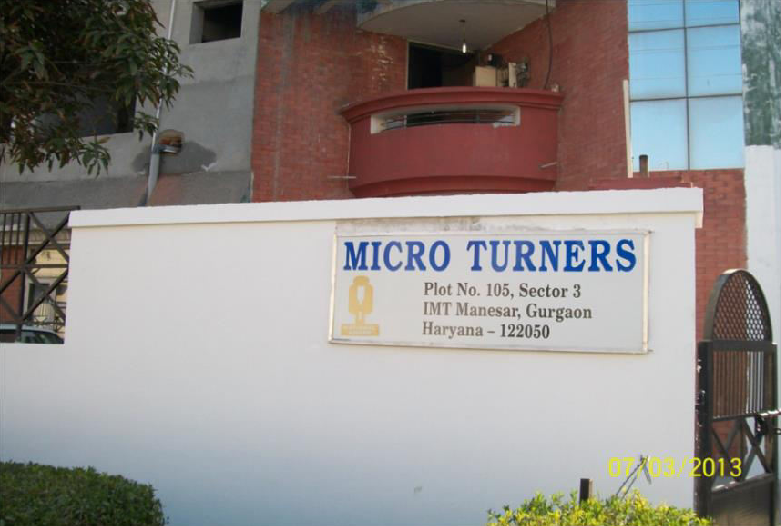 MICRO TURNERS
Plot No. 105, Sector 3
IMT Manesar, Gurgaon
Haryana – 122050
07/03/2013